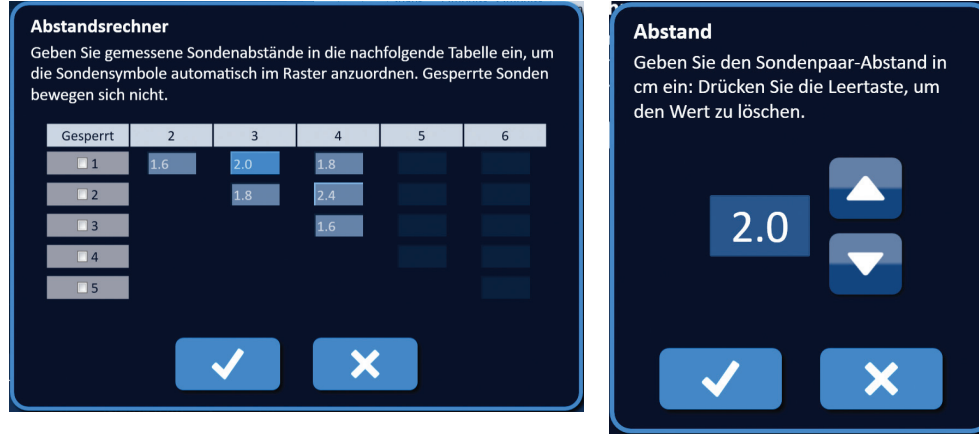 Abstandsrechner
Geben Sie gemessene Sondenabstände in die nachfolgende Tabelle ein, um
die Sondensymbole automatisch im Raster anzuordnen. Gesperrte Sonden
bewegen sich nicht.
Gesperrt 2 3 4 5 6
1 1.6 2.0 1.8
2 1.8 2.4
3 1.6
4
5
Abstand
Geben Sie den Sondenpaar-Abstand in
cm ein: Drücken Sie die Leertaste, um
den Wert zu löschen.
2.0